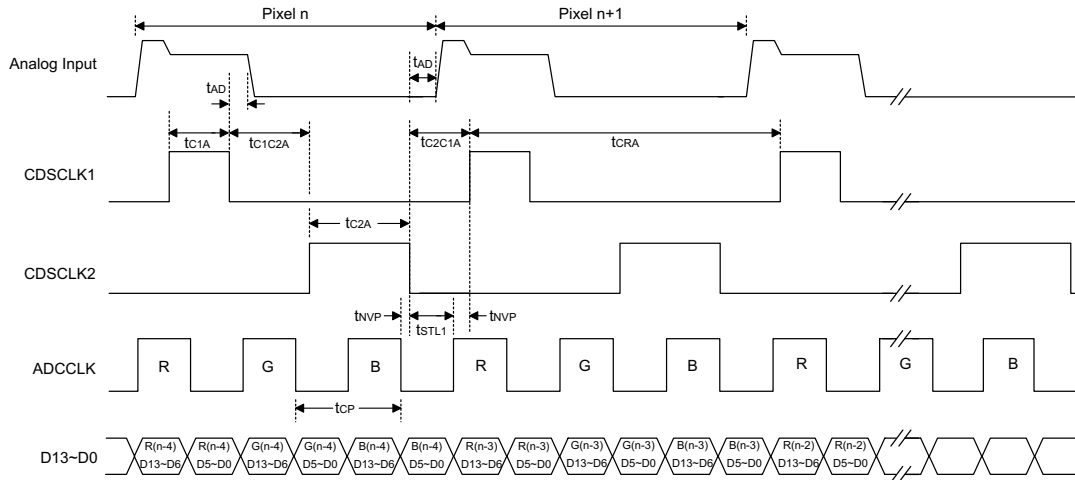 Pixel n
Pixel n+1
Analog Input
tAD
tAD
tC1A
tC1C2A
tC2C1A
tCRA
CDSCLK1
tC2A
CDSCLK2
tNVP
tSTL1
tNVP
ADCCLK
R
G
B
R
G
B
R
G
B
tCP
D13~D0
R(n-4) R(n-4) G(n-4) G(n-4) B(n-4) B(n-4) R(n-3) R(n-3) G(n-3) G(n-3) B(n-3) B(n-3) R(n-2) R(n-2)
D13~D6 D5~D0 D13~D6 D5~D0 D13~D6 D5~D0 D13~D6 D5~D0 D13~D6 D5~D0 D13~D6 D5~D0 D13~D6 D5~D0